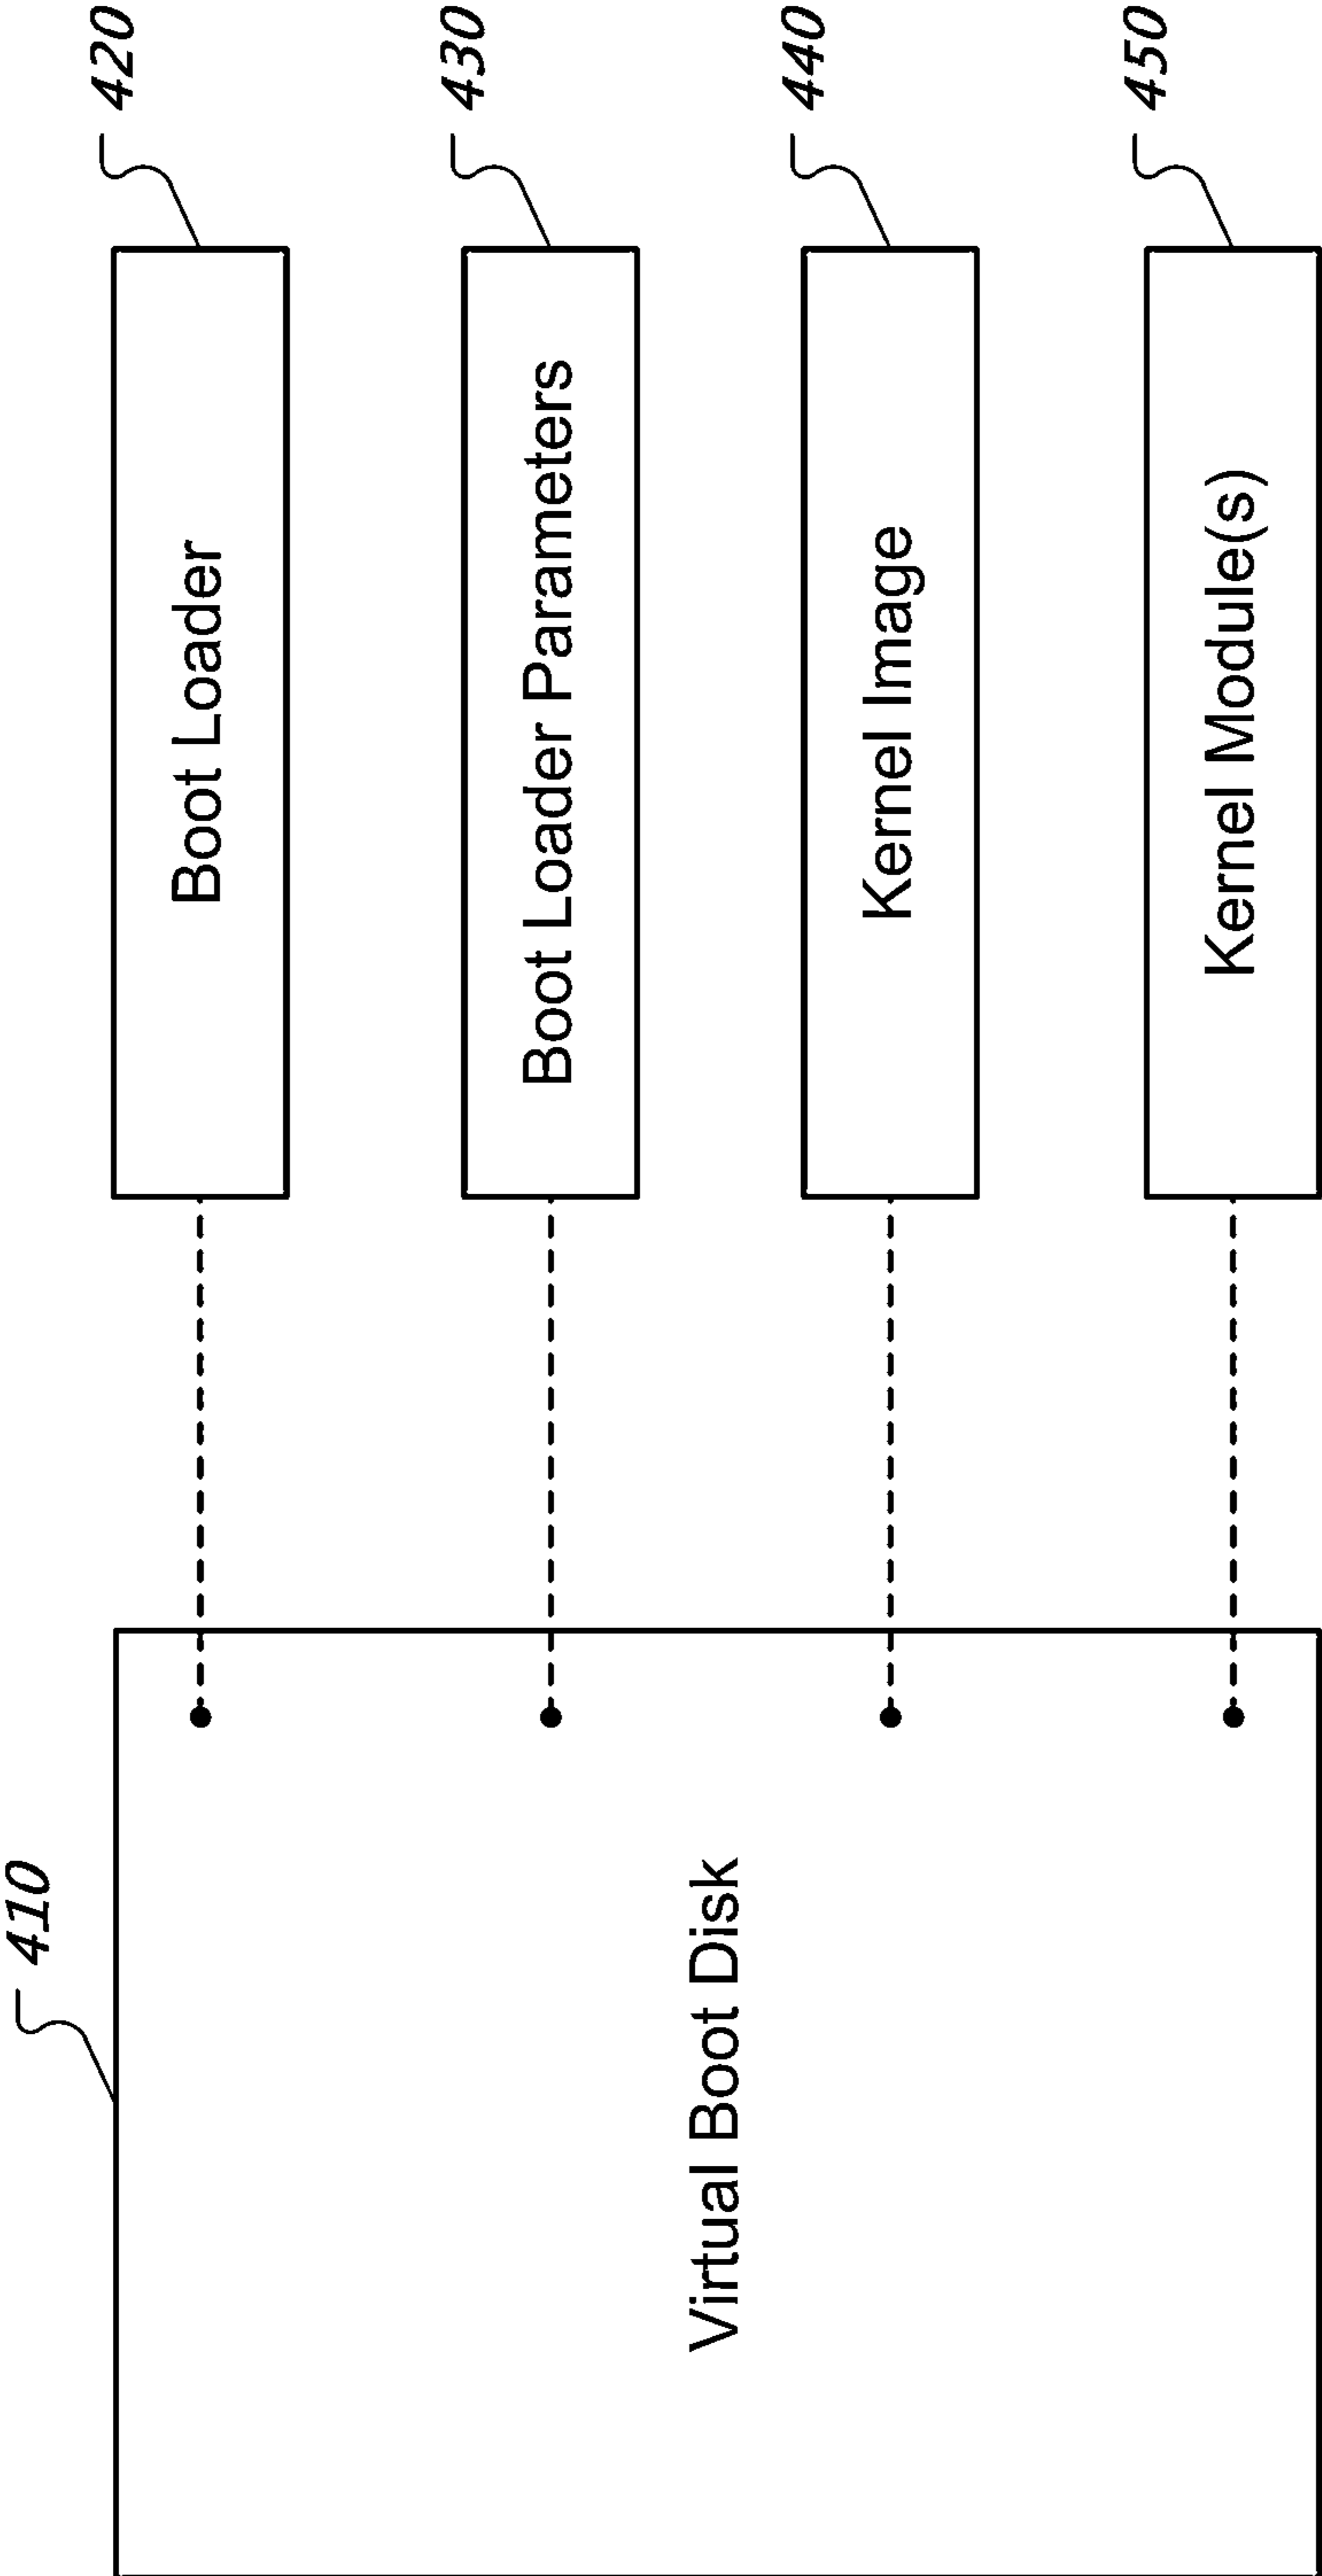 410
Virtual Boot Disk
420
Boot Loader
430
Boot Loader Parameters
440
Kernel Image
450
Kernel Module(s)